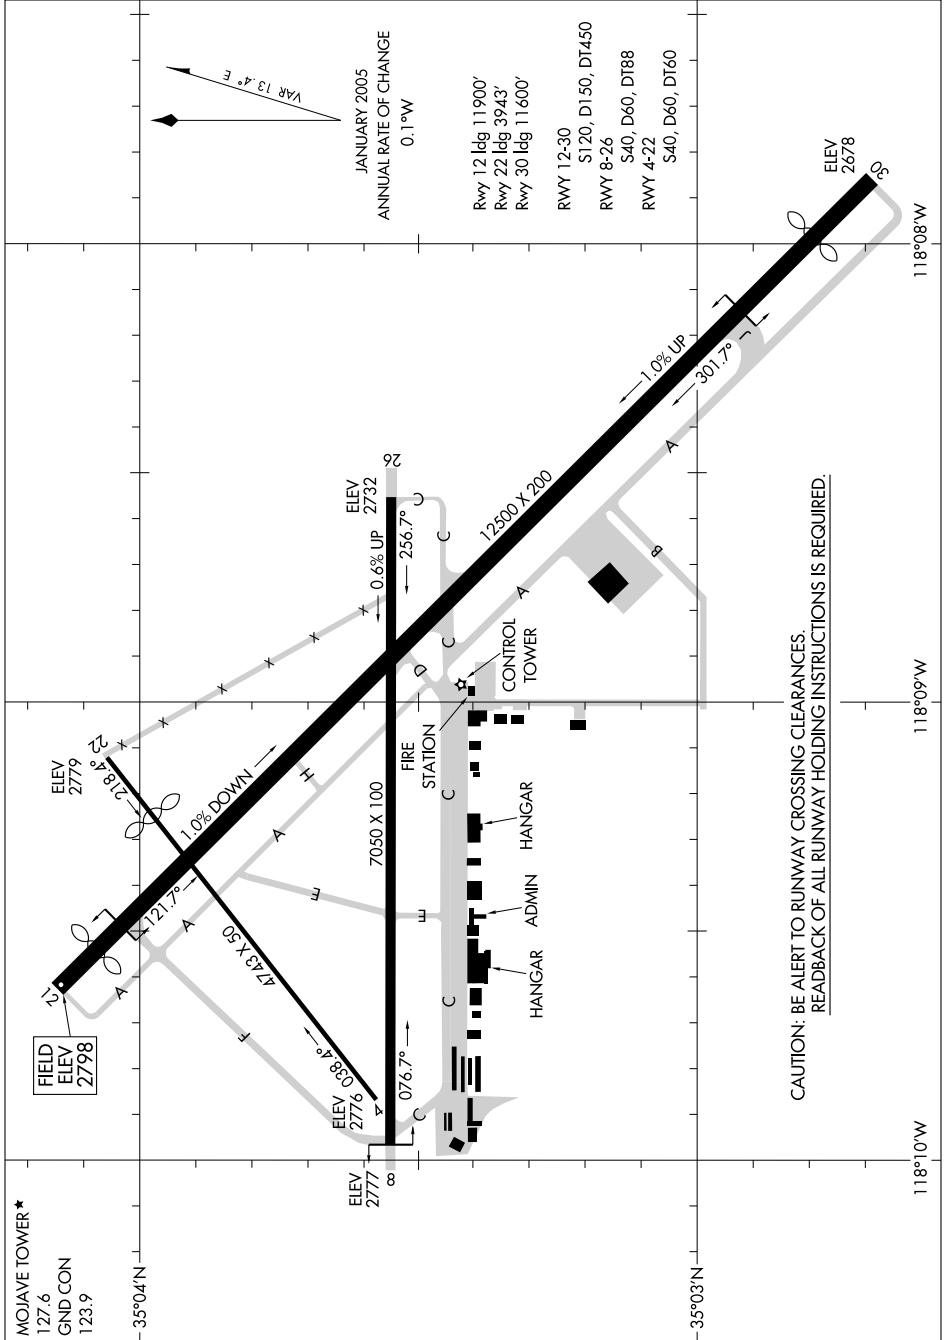 MOJAVE TOWER★
127.6
GND CON
123.9
VAR 13.4° E
JANUARY 2005
ANNUAL RATE OF CHANGE
0.1°W
Rwy 12 ldg 11900'
Rwy 22 ldg 3943'
Rwy 30 ldg 11600'
RWY 12-30
S120, D150, DT450
RWY 8-26
S40, D60, DT88
RWY 4-22
S40, D60, DT60
FIELD
ELEV
2798
12
A
121.7°
1.0% DOWN
ELEV
2779
22
218.4°
X
X
X
X
X
X
A
A
H
F
E
E
4743 X 50
038.4°
ELEV
2776
4
ELEV
2777
8
076.7°
C
7050 X 100
0.6% UP
256.7°
ELEV
2732
26
C
C
C
C
C
D
FIRE
STATION
CONTROL
TOWER
HANGAR
ADMIN
HANGAR
A
B
12500 X 200
A
1.0% UP
301.7°
J
ELEV
2678
30
35°04'N
35°03'N
118°10'W
118°09'W
118°08'W
CAUTION: BE ALERT TO RUNWAY CROSSING CLEARANCES.
READBACK OF ALL RUNWAY HOLDING INSTRUCTIONS IS REQUIRED.